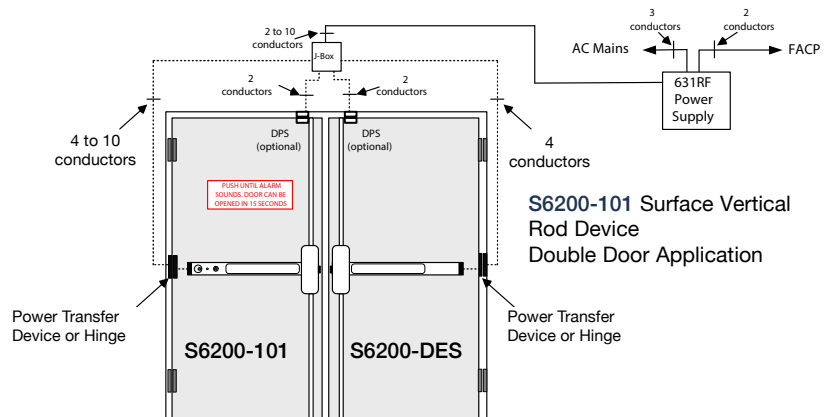 2 to 10
conductors
3
conductors
2
conductors
AC Mains
FACP
J-Box
631RF
Power
Supply
2
conductors
2
conductors
4 to 10
conductors
DPS
(optional)
DPS
(optional)
4
conductors
PUSH UNTIL ALARM
SOUNDS. DOOR CAN BE
OPENED IN 15 SECONDS
S6200-101 Surface Vertical
Rod Device
Double Door Application
Power Transfer
Device or Hinge
Power Transfer
Device or Hinge
S6200-101
S6200-DES